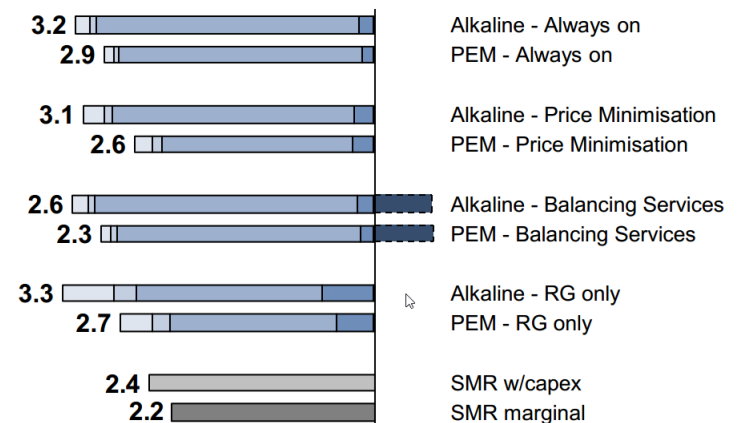 3.2 Alkaline - Always on
2.9 PEM - Always on
3.1 Alkaline - Price Minimisation
2.6 PEM - Price Minimisation
2.6 Alkaline - Balancing Services
2.3 PEM - Balancing Services
3.3 Alkaline - RG only
2.7 PEM - RG only
2.4 SMR w/capex
2.2 SMR marginal